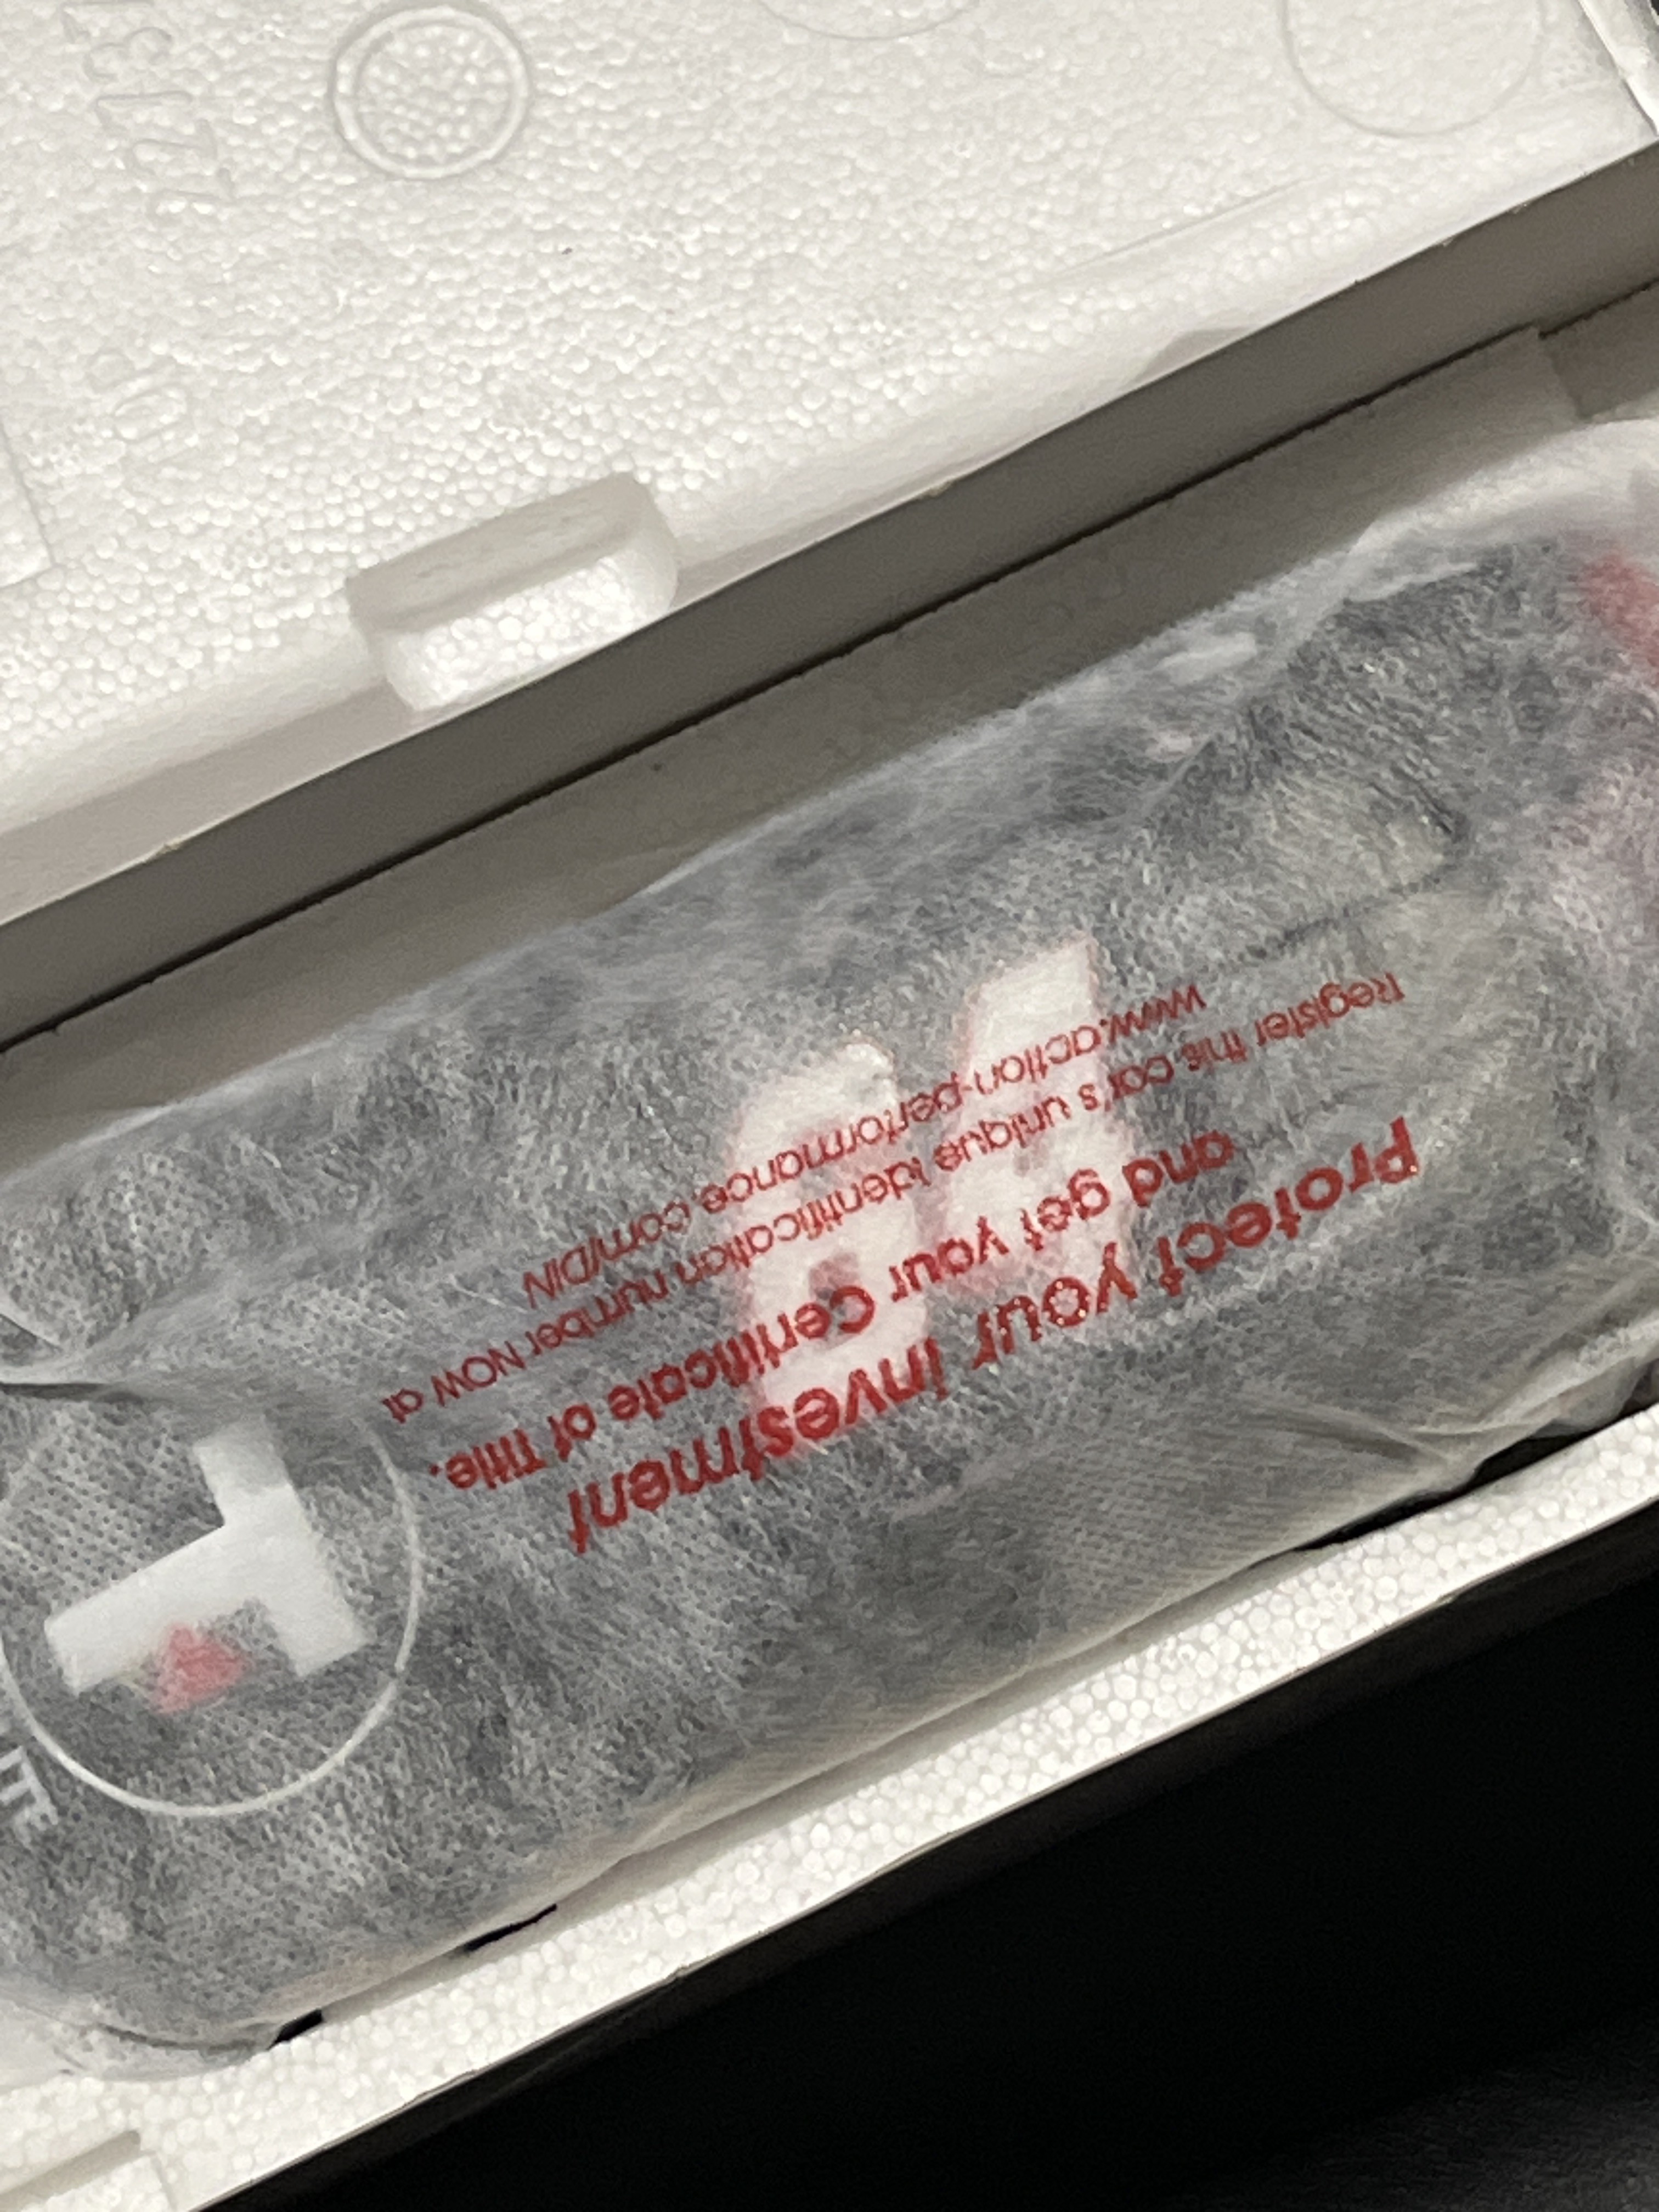 Protect your investment
and get your Certificate of Title.
Register this car's unique identification number NOW at
www.action-performance.com/DIN